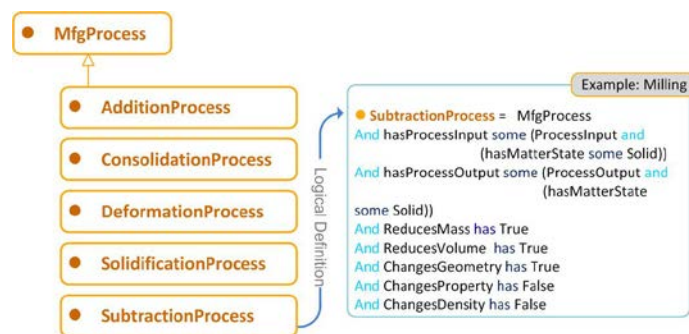 MfgProcess
AdditionProcess
ConsolidationProcess
DeformationProcess
SolidificationProcess
SubtractionProcess
Logical Definition
Example: Milling
SubtractionProcess = MfgProcess
And hasProcessInput some (ProcessInput and
(hasMatterState some Solid))
And hasProcessOutput some (ProcessOutput and
(hasMatterState
some Solid))
And ReducesMass has True
And ReducesVolume has True
And ChangesGeometry has True
And ChangesProperty has False
And ChangesDensity has False